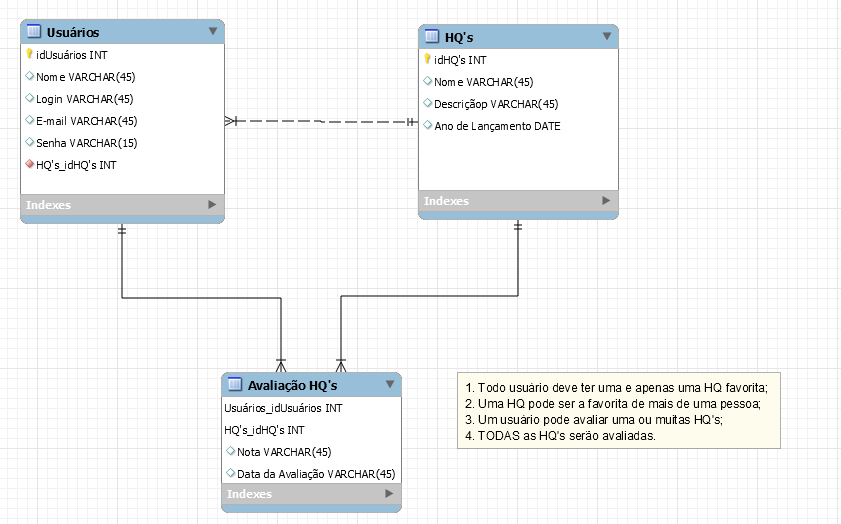 Usuários
idUsuários INT
Nome VARCHAR(45)
Login VARCHAR(45)
E-mail VARCHAR(45)
Senha VARCHAR(15)
HQ's_idHQ's INT
Indexes
HQ's
idHQ's INT
Nome VARCHAR(45)
Descriçãop VARCHAR(45)
Ano de Lançamento DATE
Indexes
Avaliação HQ's
Usuários_idUsuários INT
HQ's_idHQ's INT
Nota VARCHAR(45)
Data da Avaliação VARCHAR(45)
Indexes
1. Todo usuário deve ter uma e apenas uma HQ favorita;
2. Uma HQ pode ser a favorita de mais de uma pessoa;
3. Um usuário pode avaliar uma ou muitas HQ's;
4. TODAS as HQ's serão avaliadas.